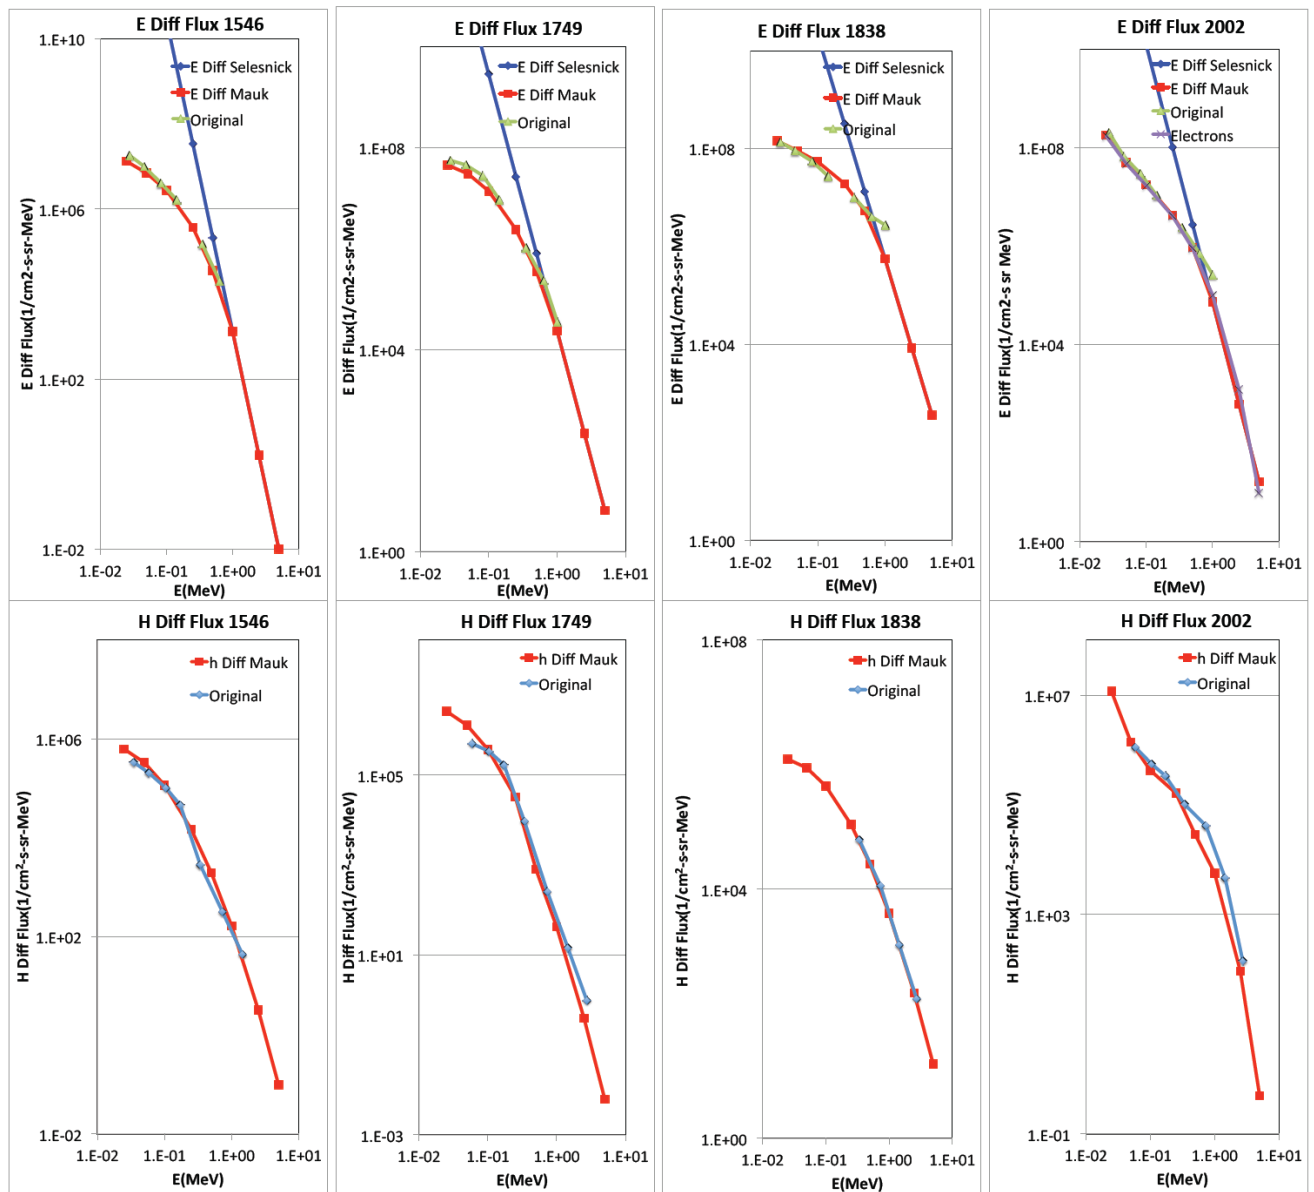 E Diff Flux 1546
1.E+10
E Diff Selesnick
E Diff Mauk
Original
1.E+06
1.E+02
1.E-02
E Diff Flux(1/cm2-s-sr-MeV)
1.E-02 1.E-01 1.E+00 1.E+01
E(MeV)
E Diff Flux 1749
E Diff Selesnick
E Diff Mauk
Original
1.E+08
1.E+04
1.E+00
E Diff Flux(1/cm2-s-sr-MeV)
1.E-02 1.E-01 1.E+00 1.E+01
E(MeV)
E Diff Flux 1838
E Diff Selesnick
E Diff Mauk
Original
1.E+08
1.E+04
1.E+00
E Diff Flux(1/cm2-s-sr-MeV)
1.E-02 1.E-01 1.E+00 1.E+01
E(MeV)
E Diff Flux 2002
E Diff Selesnick
E Diff Mauk
Original
Electrons
1.E+08
1.E+04
1.E+00
E Diff Flux(1/cm2-s sr MeV)
1.E-02 1.E-01 1.E+00 1.E+01
E(MeV)
H Diff Flux 1546
h Diff Mauk
Original
1.E+06
1.E+02
1.E-02
H Diff Flux(1/cm²-s-sr-MeV)
1.E-02 1.E-01 1.E+00 1.E+01
E(MeV)
H Diff Flux 1749
h Diff Mauk
Original
1.E+05
1.E+01
1.E-03
H Diff Flux(1/cm²-s-sr-MeV)
1.E-02 1.E-01 1.E+00 1.E+01
E(MeV)
H Diff Flux 1838
1.E+08
h Diff Mauk
Original
1.E+04
1.E+00
H Diff Flux(1/cm²-s-sr-MeV)
1.E-02 1.E-01 1.E+00 1.E+01
E(MeV)
H Diff Flux 2002
h Diff Mauk
Original
1.E+07
1.E+03
1.E-01
H Diff Flux(1/cm²-s-sr-MeV)
1.E-02 1.E-01 1.E+00 1.E+01
E(MeV)